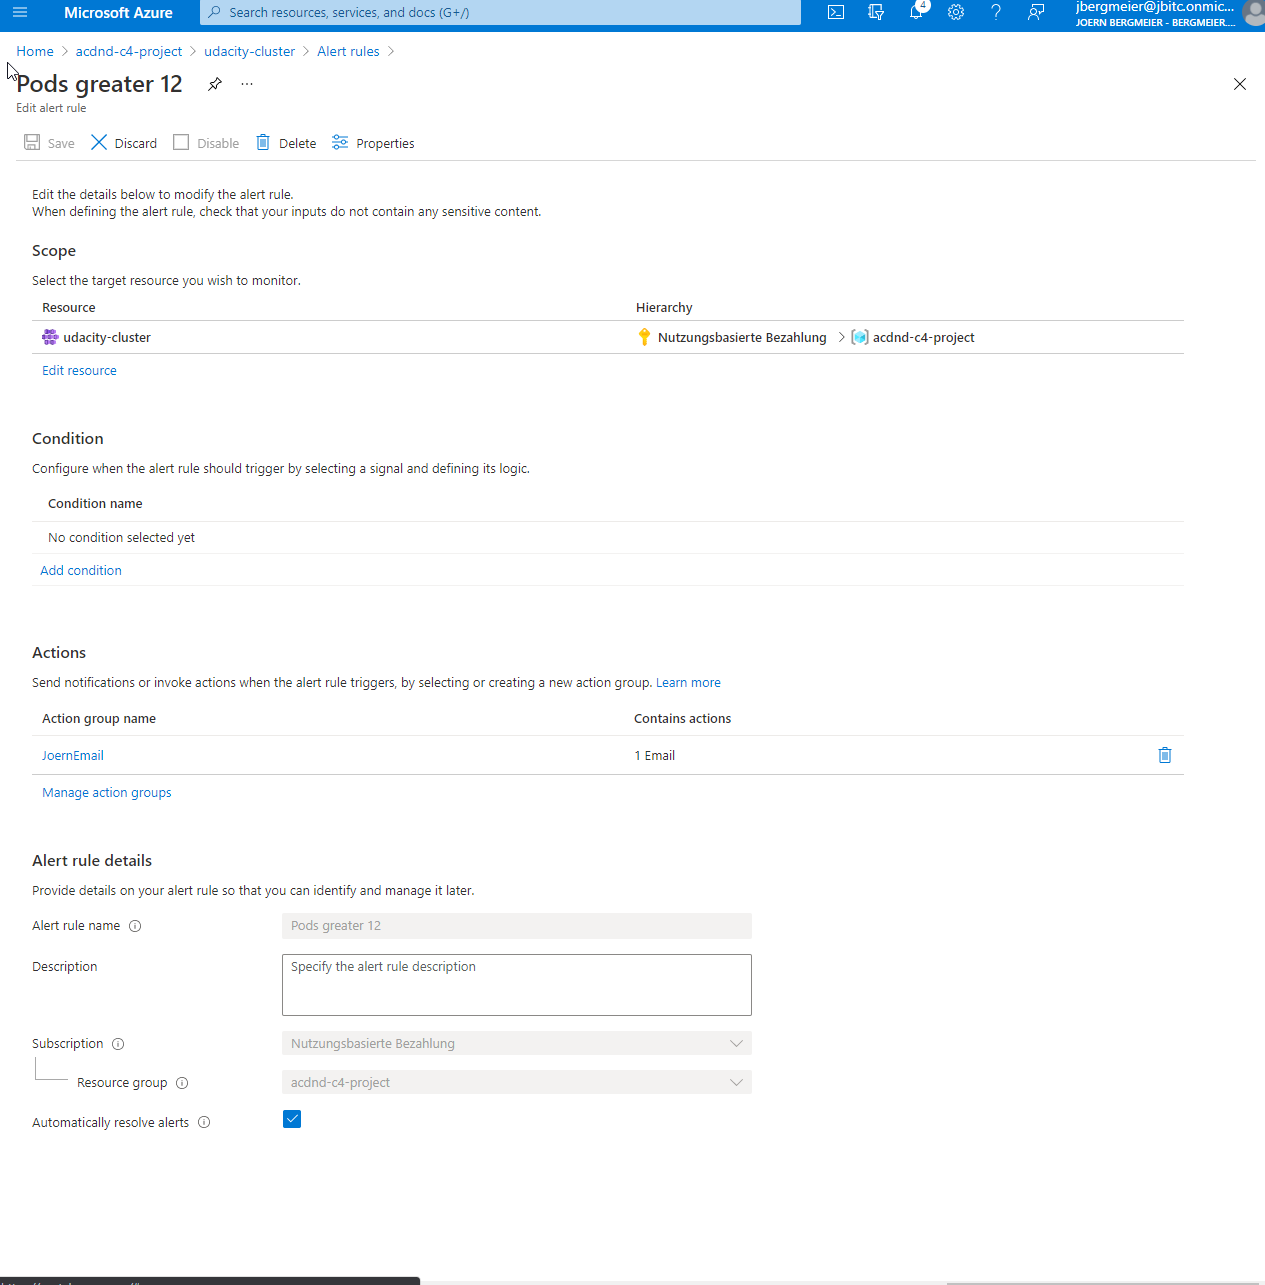 Microsoft Azure
Search resources, services, and docs (G+/)
4
jbergmeier@jbitc.onmic...
JOERN BERGMEIER - BERGMEIER....
Home > acdnd-c4-project > udacity-cluster > Alert rules >
Pods greater 12 ...
Edit alert rule
Save Discard Disable Delete Properties
Edit the details below to modify the alert rule.
When defining the alert rule, check that your inputs do not contain any sensitive content.
Scope
Select the target resource you wish to monitor.
Resource Hierarchy
udacity-cluster Nutzungsbasierte Bezahlung > acdnd-c4-project
Edit resource
Condition
Configure when the alert rule should trigger by selecting a signal and defining its logic.
Condition name
No condition selected yet
Add condition
Actions
Send notifications or invoke actions when the alert rule triggers, by selecting or creating a new action group. Learn more
Action group name Contains actions
JoernEmail 1 Email
Manage action groups
Alert rule details
Provide details on your alert rule so that you can identify and manage it later.
Alert rule name Pods greater 12
Description Specify the alert rule description
Subscription Nutzungsbasierte Bezahlung
Resource group acdnd-c4-project
Automatically resolve alerts